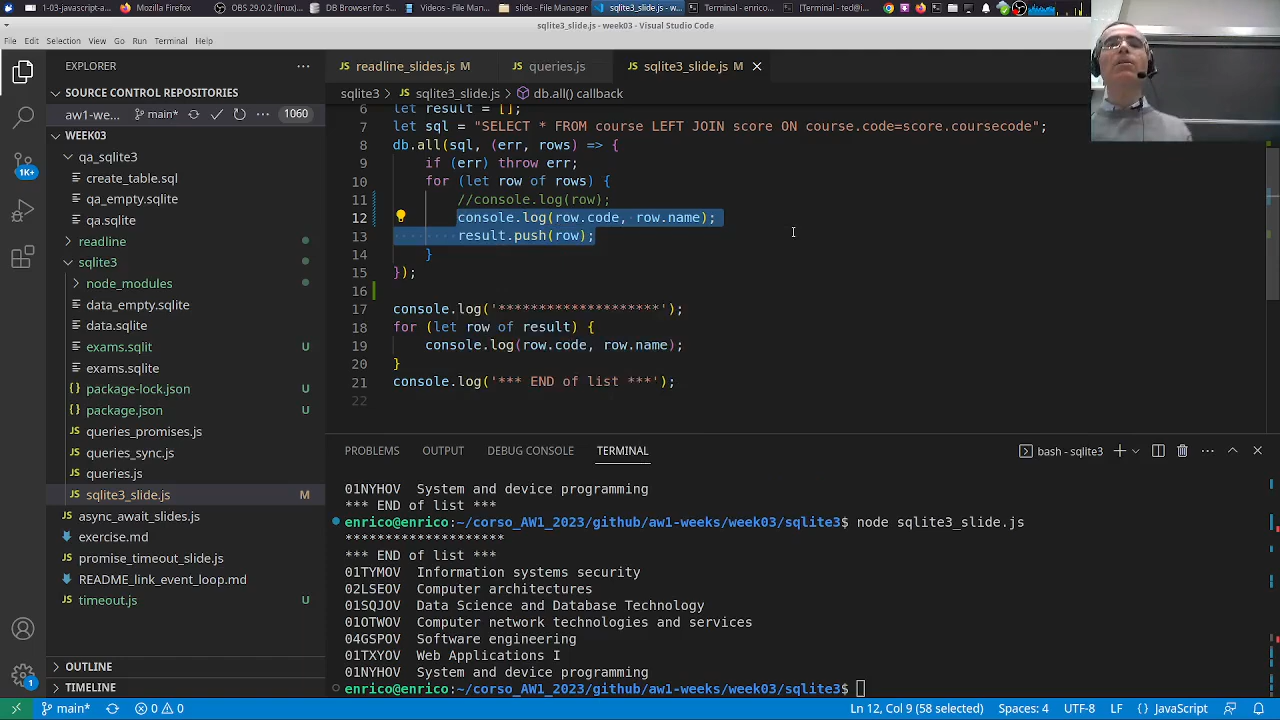 1-03-javascript-
Mozilla Firefox
OBS 29.0.2 (linux)
DB Browser for S
Videos - File Man
slide - File Manager
sqlite3_slide.js - w
Terminal - enrico
[Terminal - ted@i
sqlite3_slide.js - week03 - Visual Studio Code
File Edit Selection View Go Run Terminal Help
EXPLORER
readline_slides.js M
queries.js
sqlite3_slide.js M
SOURCE CONTROL REPOSITORIES
sqlite3 > sqlite3_slide.js > db.all() callback
aw1-we... main* 1060
WEEK03
qa_sqlite3
create_table.sql
qa_empty.sqlite
qa.sqlite
readline
sqlite3
node_modules
data_empty.sqlite
data.sqlite
exams.sqlit U
exams.sqlite
package-lock.json U
package.json U
queries_promises.js
queries_sync.js
queries.js
sqlite3_slide.js M
async_await_slides.js
exercise.md
promise_timeout_slide.js
README_link_event_loop.md
timeout.js U
OUTLINE
TIMELINE
1K+
1
6 let result = [];
7 let sql = "SELECT * FROM course LEFT JOIN score ON course.code=score.coursecode";
8 db.all(sql, (err, rows) => {
9 if (err) throw err;
10 for (let row of rows) {
11 //console.log(row);
12 console.log(row.code, row.name);
13 result.push(row);
14 }
15 });
16
17 console.log('********************');
18 for (let row of result) {
19 console.log(row.code, row.name);
20 }
21 console.log('*** END of list ***');
22
PROBLEMS OUTPUT DEBUG CONSOLE TERMINAL
bash - sqlite3
01NYHOV System and device programming
*** END of list ***
enrico@enrico:~/corso_AW1_2023/github/aw1-weeks/week03/sqlite3$ node sqlite3_slide.js
********************
*** END of list ***
01TYMOV Information systems security
02LSEOV Computer architectures
01SQJOV Data Science and Database Technology
01OTWOV Computer network technologies and services
04GSPOV Software engineering
01TXYOV Web Applications I
01NYHOV System and device programming
enrico@enrico:~/corso_AW1_2023/github/aw1-weeks/week03/sqlite3$
main* 0 0
Ln 12, Col 9 (58 selected) Spaces: 4 UTF-8 LF {} JavaScript